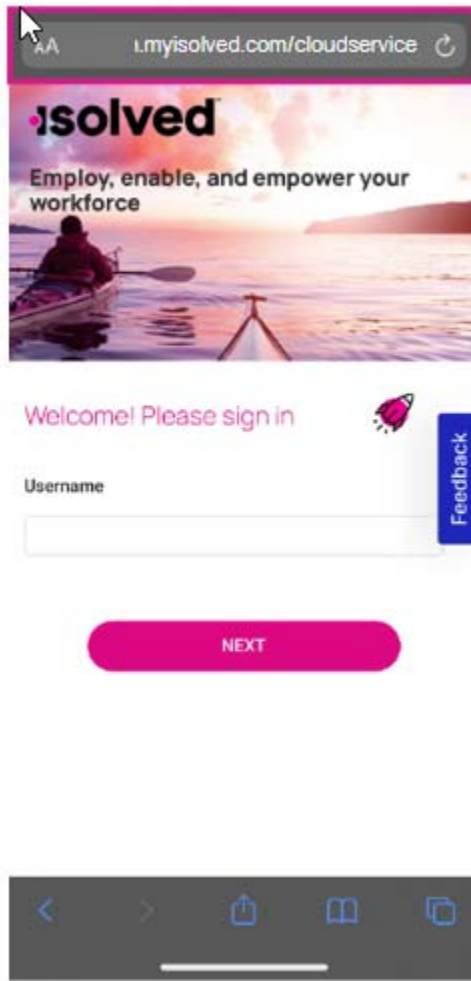 AA
.myisolved.com/cloudservice
isolved
Employ, enable, and empower your
workforce
Welcome! Please sign in
Feedback
Username
NEXT